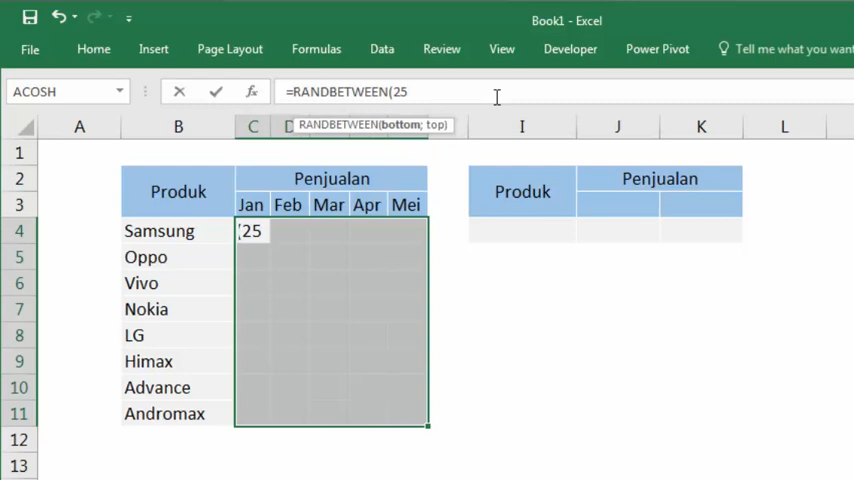 Book1 - Excel
File Home Insert Page Layout Formulas Data Review View Developer Power Pivot Tell me what you want
ACOSH fx =RANDBETWEEN(25
RANDBETWEEN(bottom; top)
A B C D I J K L
1
2 Produk Penjualan Produk Penjualan
3 Jan Feb Mar Apr Mei
4 Samsung (25
5 Oppo
6 Vivo
7 Nokia
8 LG
9 Himax
10 Advance
11 Andromax
12
13